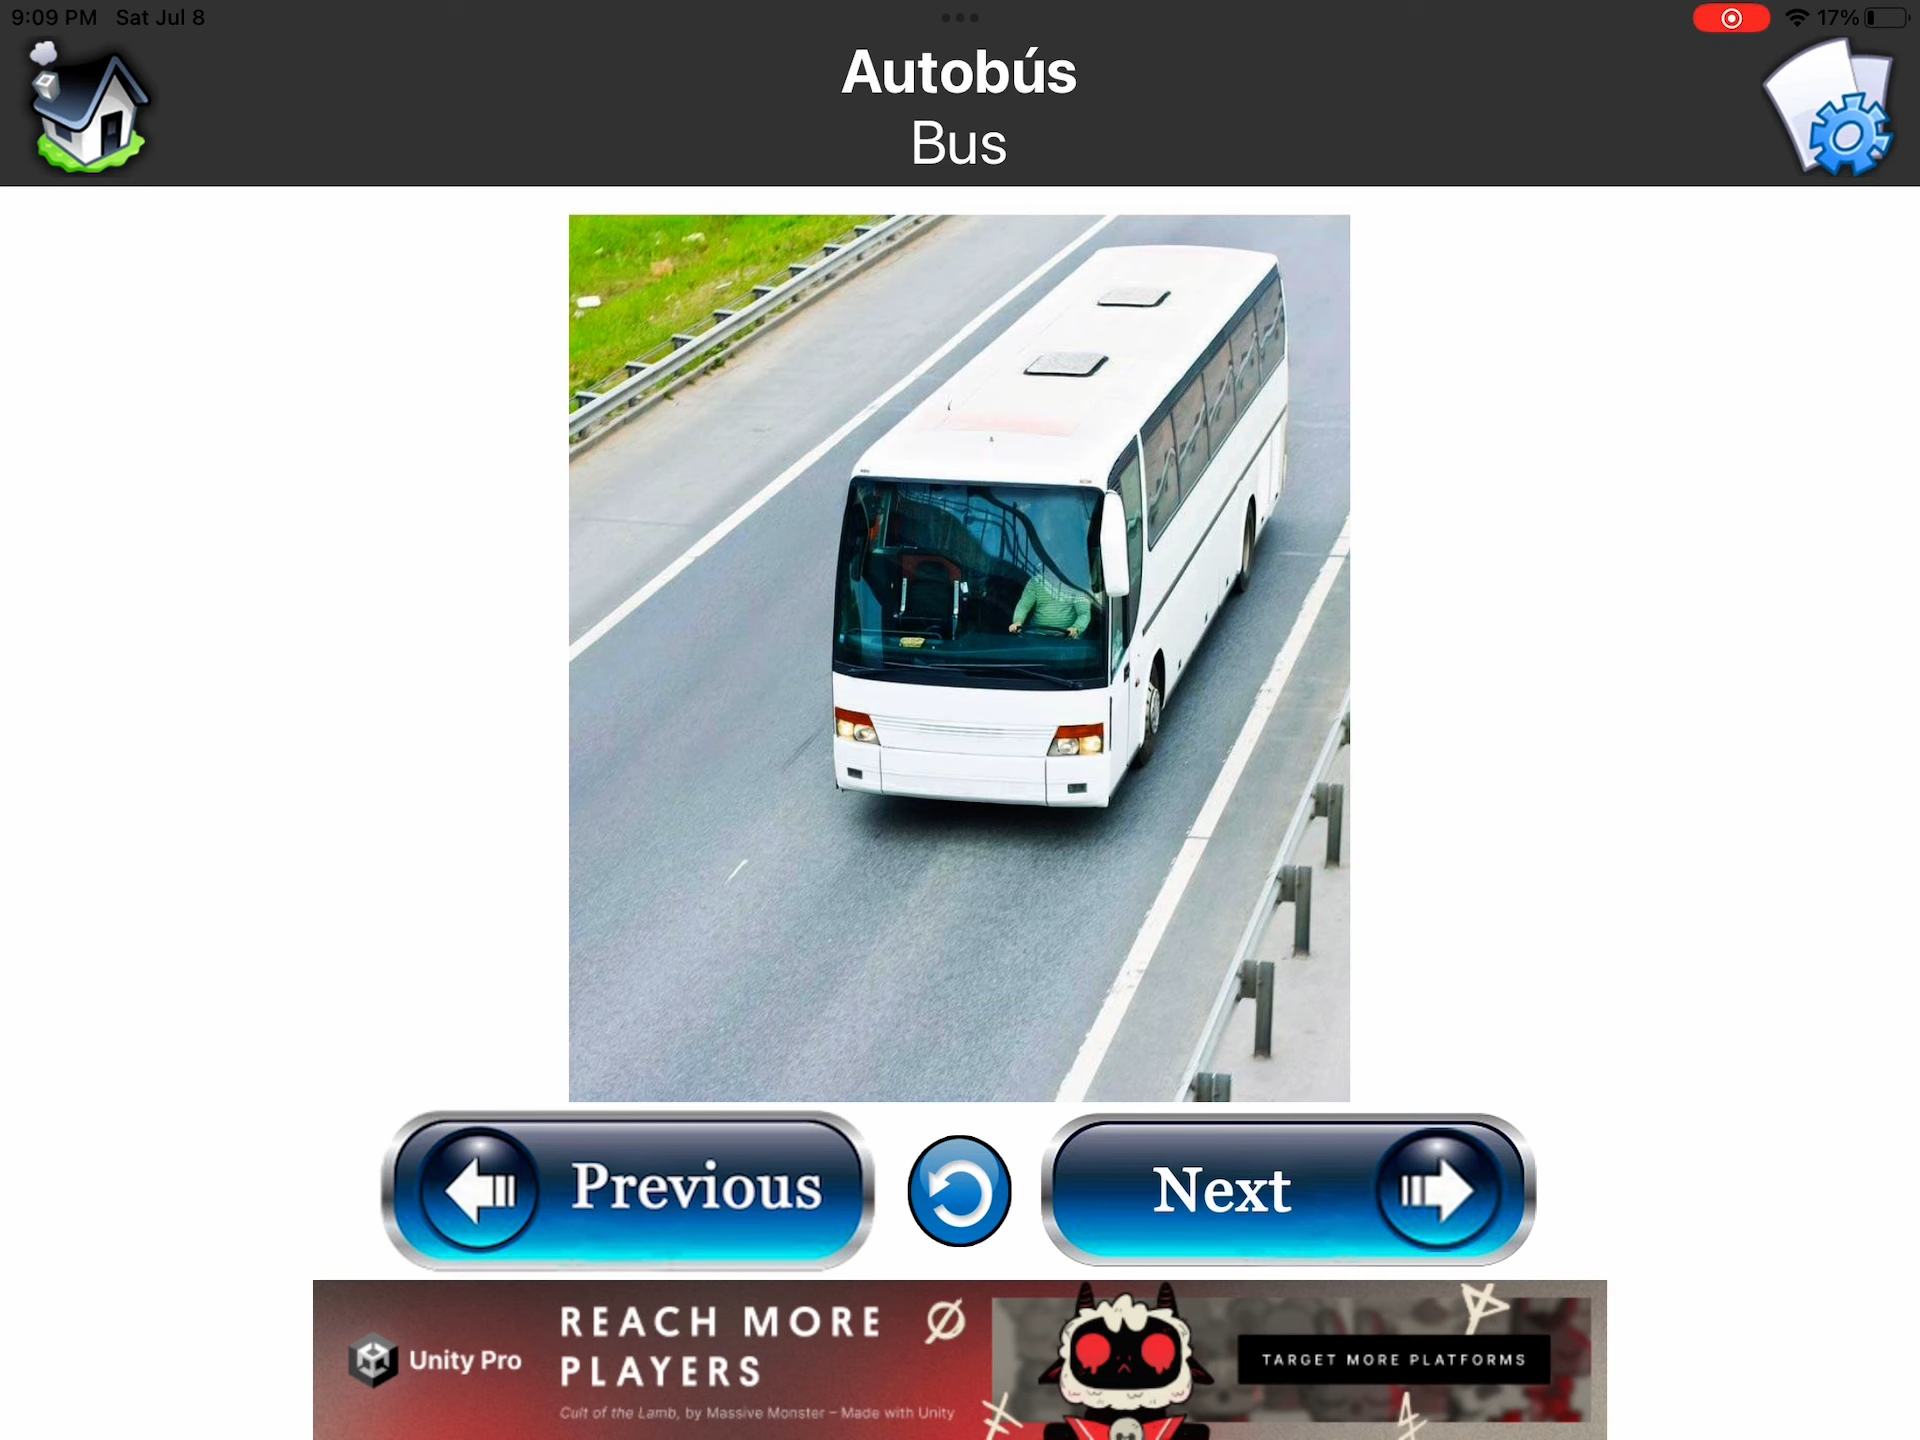 9:09 PM Sat Jul 8
17%
Autobús
Bus
Previous
Next
Unity Pro
REACH MORE
PLAYERS
Cult of the Lamb, by Massive Monster – Made with Unity
TARGET MORE PLATFORMS